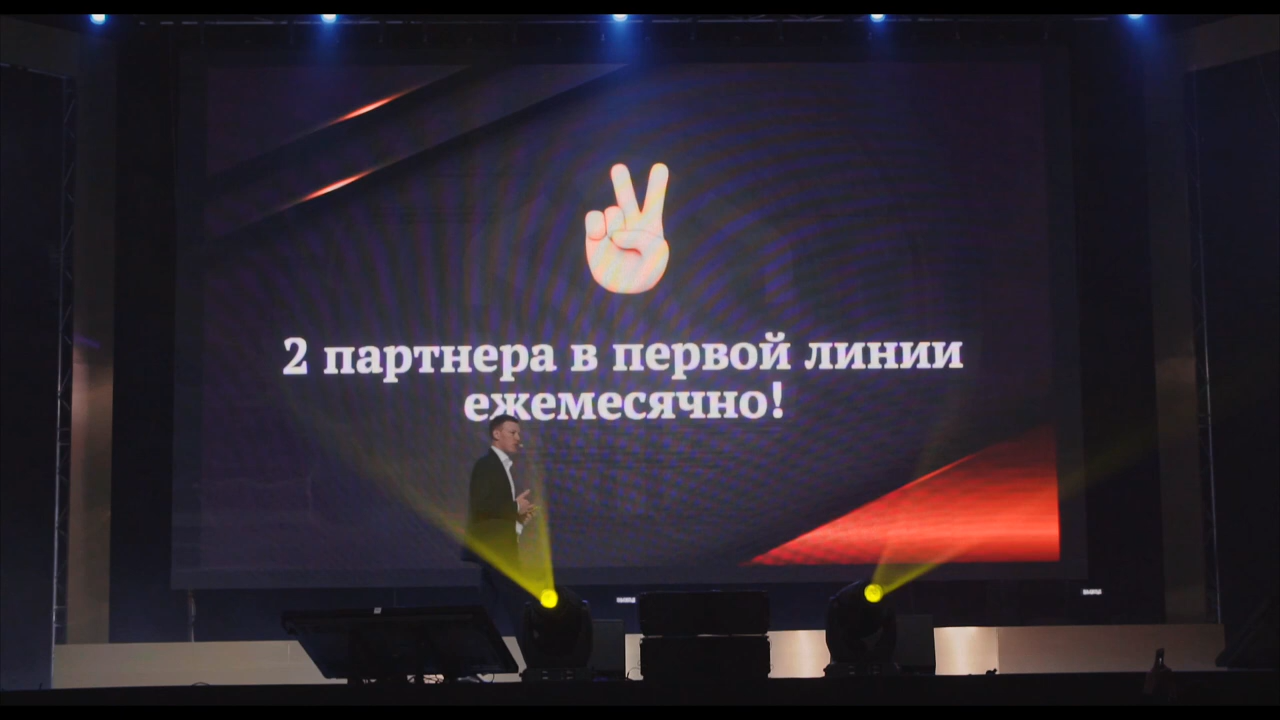 2 партнера в первой линии
ежемесячно!